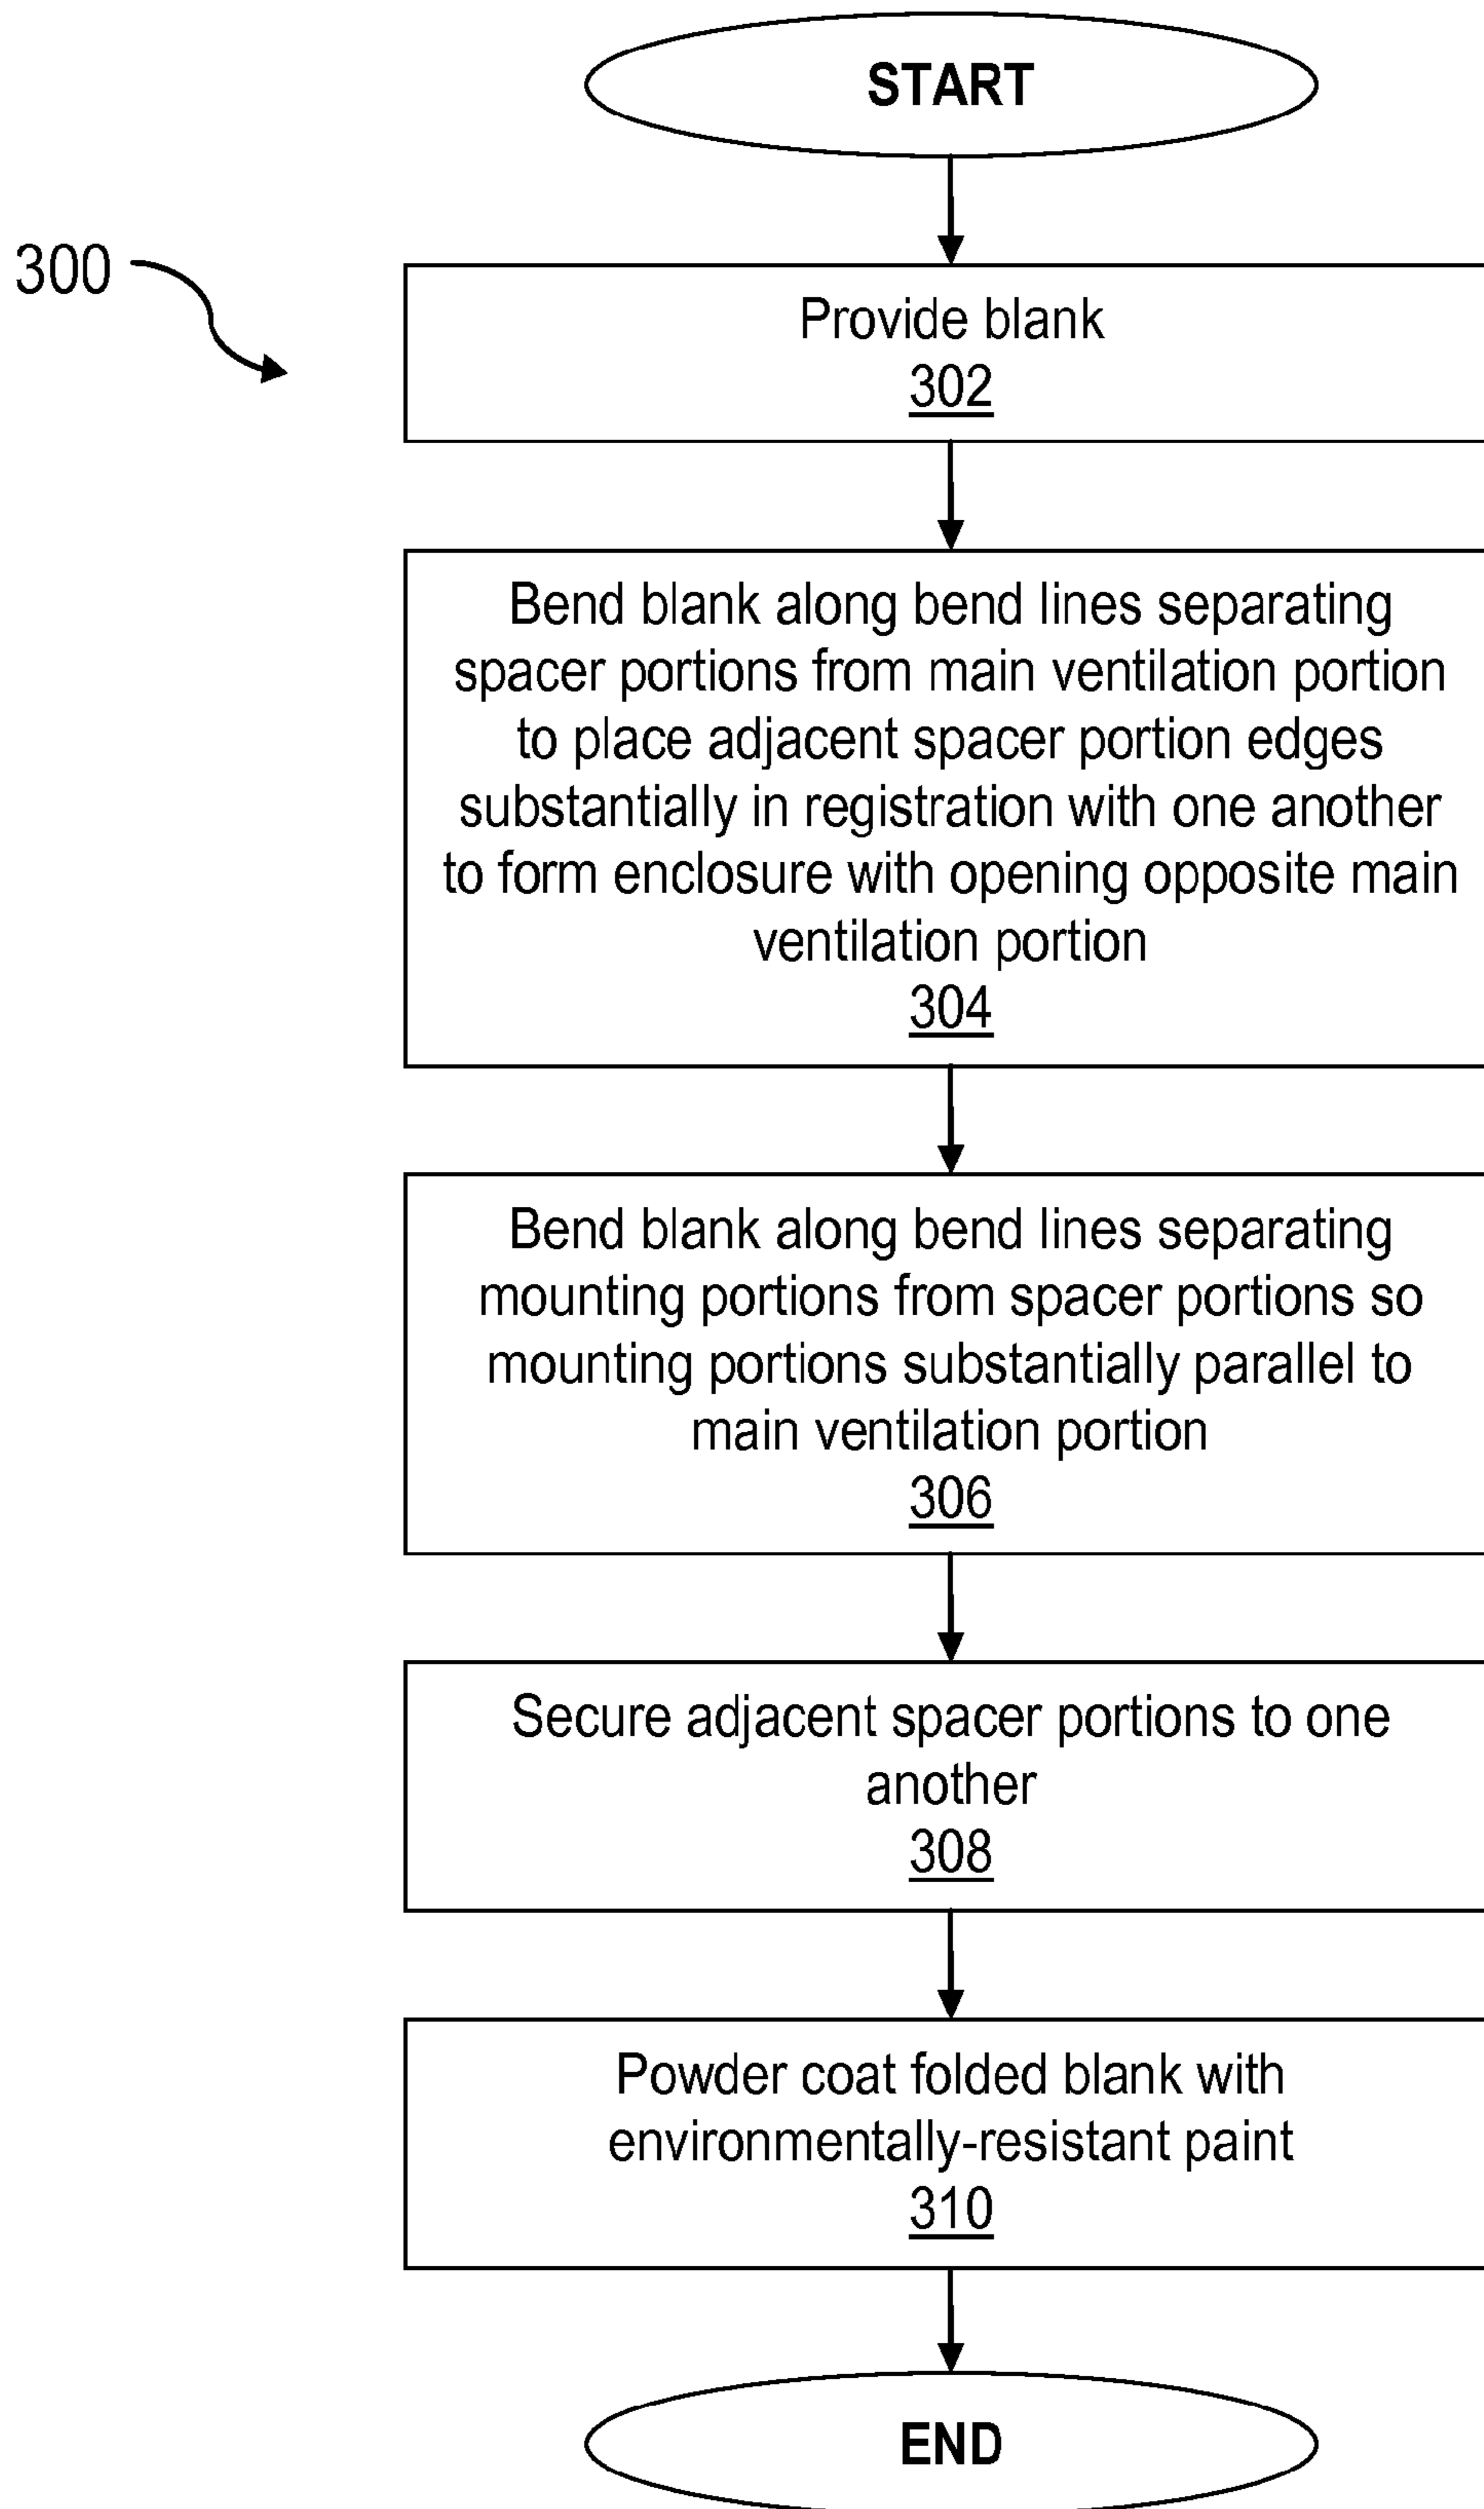 START
300
Provide blank
302
Bend blank along bend lines separating
spacer portions from main ventilation portion
to place adjacent spacer portion edges
substantially in registration with one another
to form enclosure with opening opposite main
ventilation portion
304
Bend blank along bend lines separating
mounting portions from spacer portions so
mounting portions substantially parallel to
main ventilation portion
306
Secure adjacent spacer portions to one
another
308
Powder coat folded blank with
environmentally-resistant paint
310
END